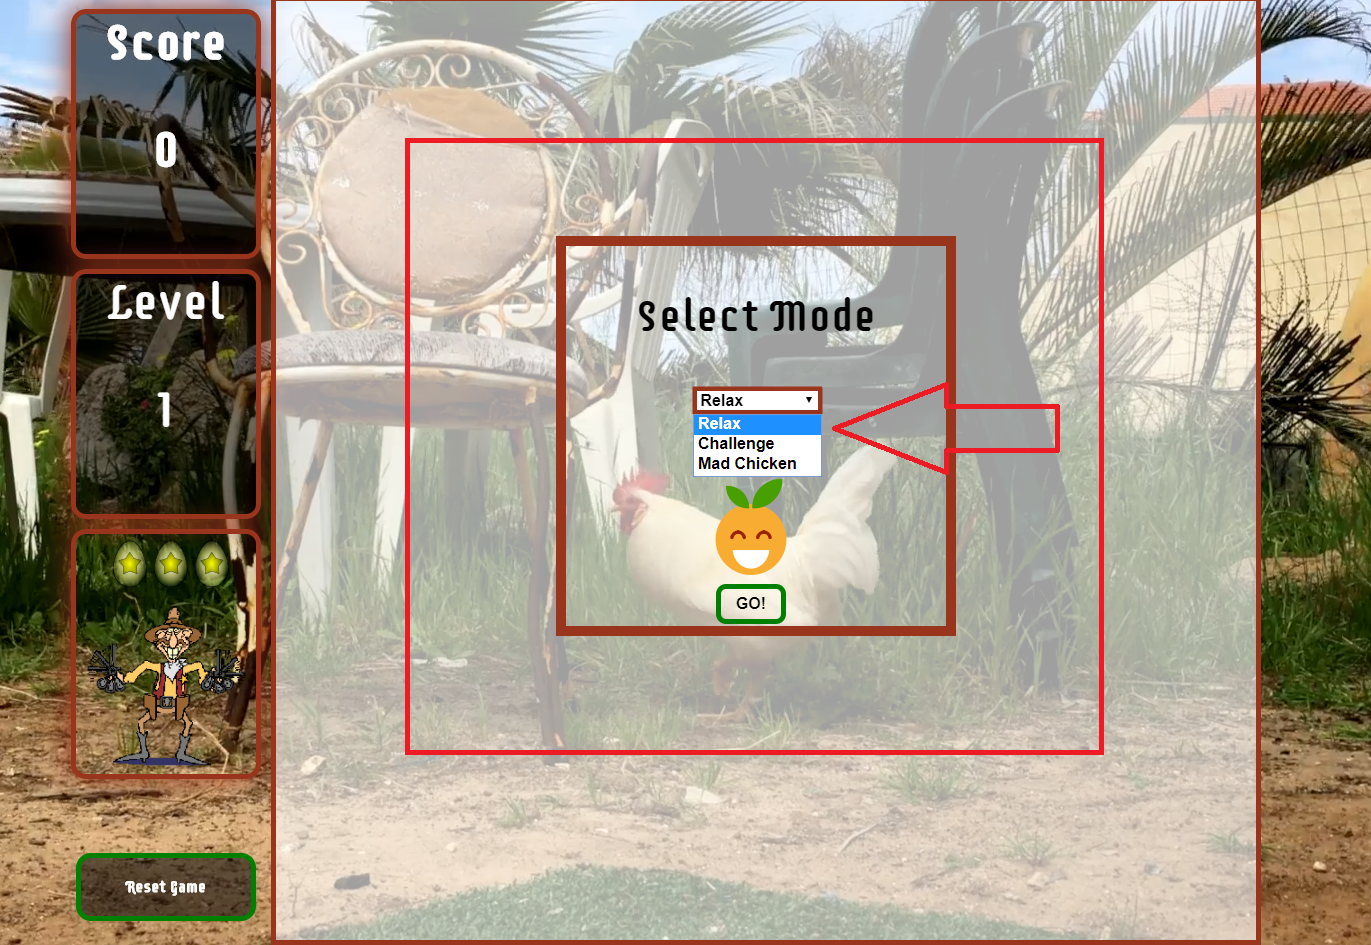 Score
0
Level
1
Reset Game
Select Mode
Relax
Relax
Challenge
Mad Chicken
GO!